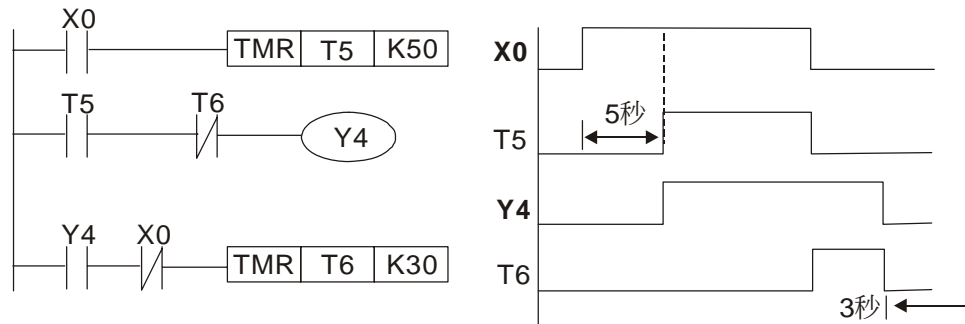 X0
TMR T5 K50
T5 T6
Y4
Y4 X0
TMR T6 K30
X0
5秒
T5
Y4
T6
3秒